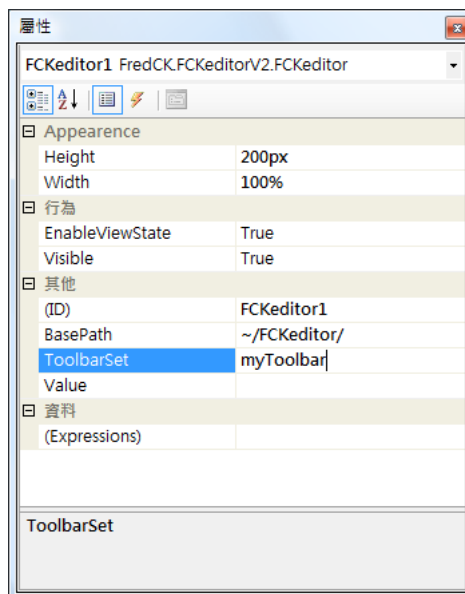 屬性
FCKeditor1 FredCK.FCKeditorV2.FCKeditor
Appearence
Height 200px
Width 100%
行為
EnableViewState True
Visible True
其他
(ID) FCKeditor1
BasePath ~/FCKeditor/
ToolbarSet myToolbar
Value
資料
(Expressions)
ToolbarSet